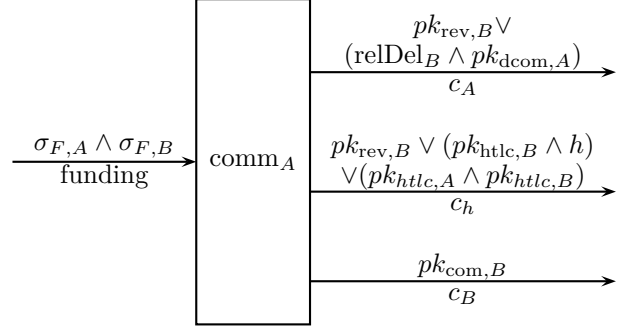 pk_{rev,B} ∨
(relDel_B ∧ pk_{dcom,A})
c_A
σ_{F,A} ∧ σ_{F,B}
funding
comm_A
pk_{rev,B} ∨ (pk_{htlc,B} ∧ h)
∨(pk_{htlc,A} ∧ pk_{htlc,B})
c_h
pk_{com,B}
c_B